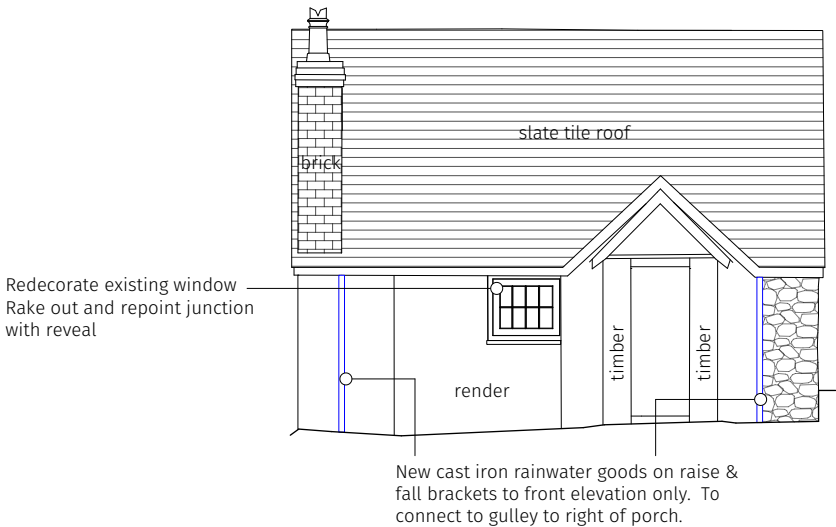 slate tile roof
brick
Redecorate existing window
Rake out and repoint junction
with reveal
timber
timber
render
New cast iron rainwater goods on raise &
fall brackets to front elevation only.  To
connect to gulley to right of porch.